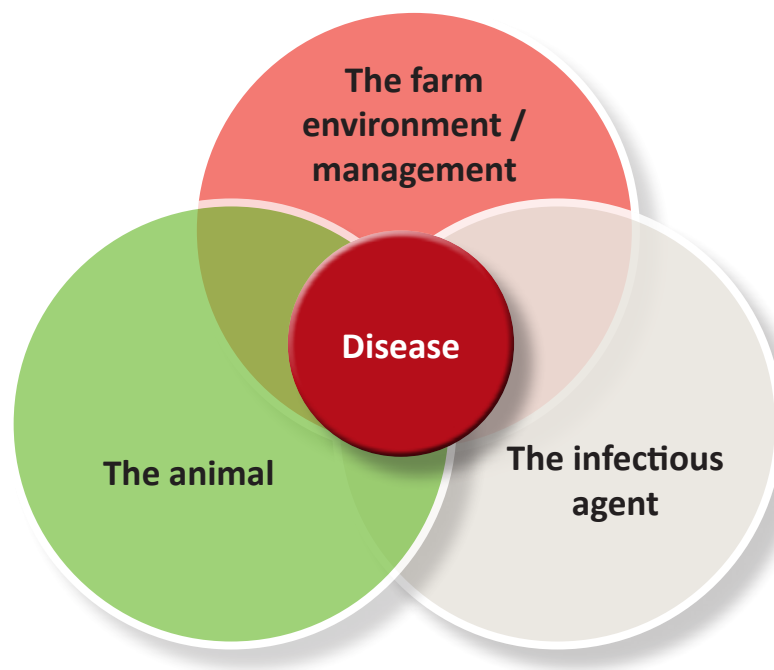 The farm
environment /
management
Disease
The animal
The infectious
agent